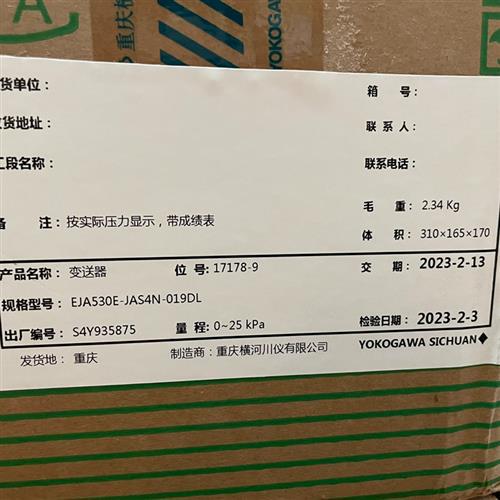 A
重庆横
YOKOGAWA
货单位：
箱 号：
货地址：
联 系 人：
工段名称：
联系电话：
毛 重：2.34 Kg
备 注：按实际压力显示，带成绩表
体 积：310×165×170
产品名称：变送器
位 号：17178-9
交 期：2023-2-13
规格型号：EJA530E-JAS4N-019DL
出厂编号：S4Y935875
量 程：0~25 kPa
检验日期：2023-2-3
发货地：重庆
制造商：重庆横河川仪有限公司
YOKOGAWA SICHUAN◆